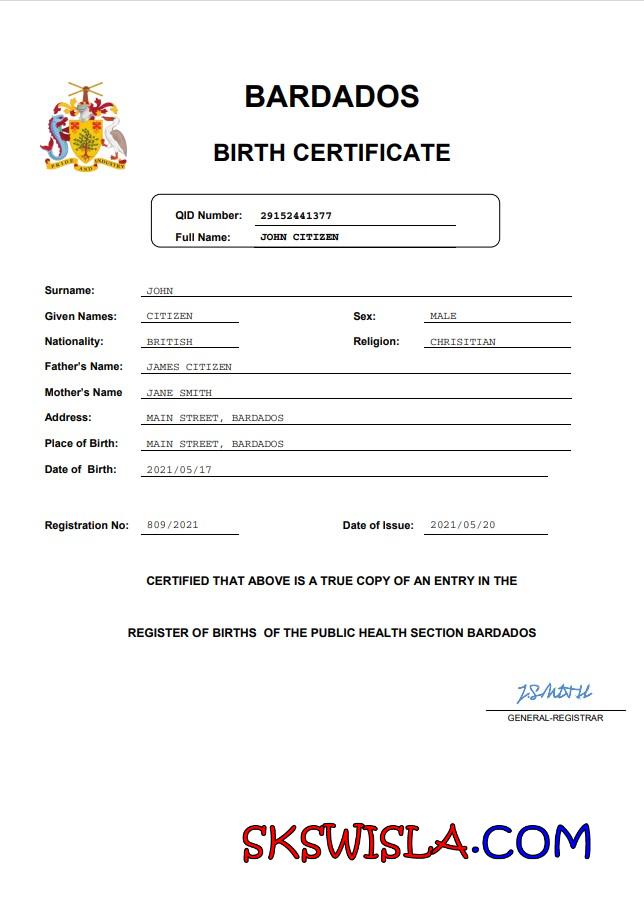 BARDADOS
BIRTH CERTIFICATE
PRIDE AND INDUSTRY
QID Number: 29152441377
Full Name: JOHN CITIZEN
Surname: JOHN
Given Names: CITIZEN Sex: MALE
Nationality: BRITISH Religion: CHRISITIAN
Father's Name: JAMES CITIZEN
Mother's Name JANE SMITH
Address: MAIN STREET, BARDADOS
Place of Birth: MAIN STREET, BARDADOS
Date of Birth: 2021/05/17
Registration No: 809/2021 Date of Issue: 2021/05/20
CERTIFIED THAT ABOVE IS A TRUE COPY OF AN ENTRY IN THE
REGISTER OF BIRTHS OF THE PUBLIC HEALTH SECTION BARDADOS
J.SMITH
GENERAL-REGISTRAR
SKSWISLA.COM